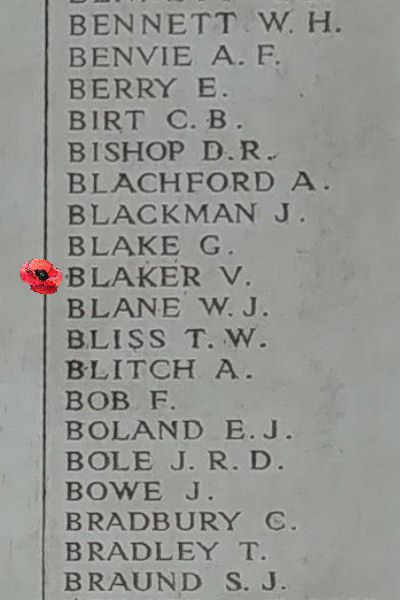 BENNETT W. H.
BENVIE A. F.
BERRY E.
BIRT C. B.
BISHOP D. R.
BLACHFORD A.
BLACKMAN J.
BLAKE G.
BLAKER V.
BLANE W. J.
BLISS T. W.
BLITCH A.
BOB F.
BOLAND E. J.
BOLE J. R. D.
BOWE J.
BRADBURY C.
BRADLEY T.
BRAUND S. J.